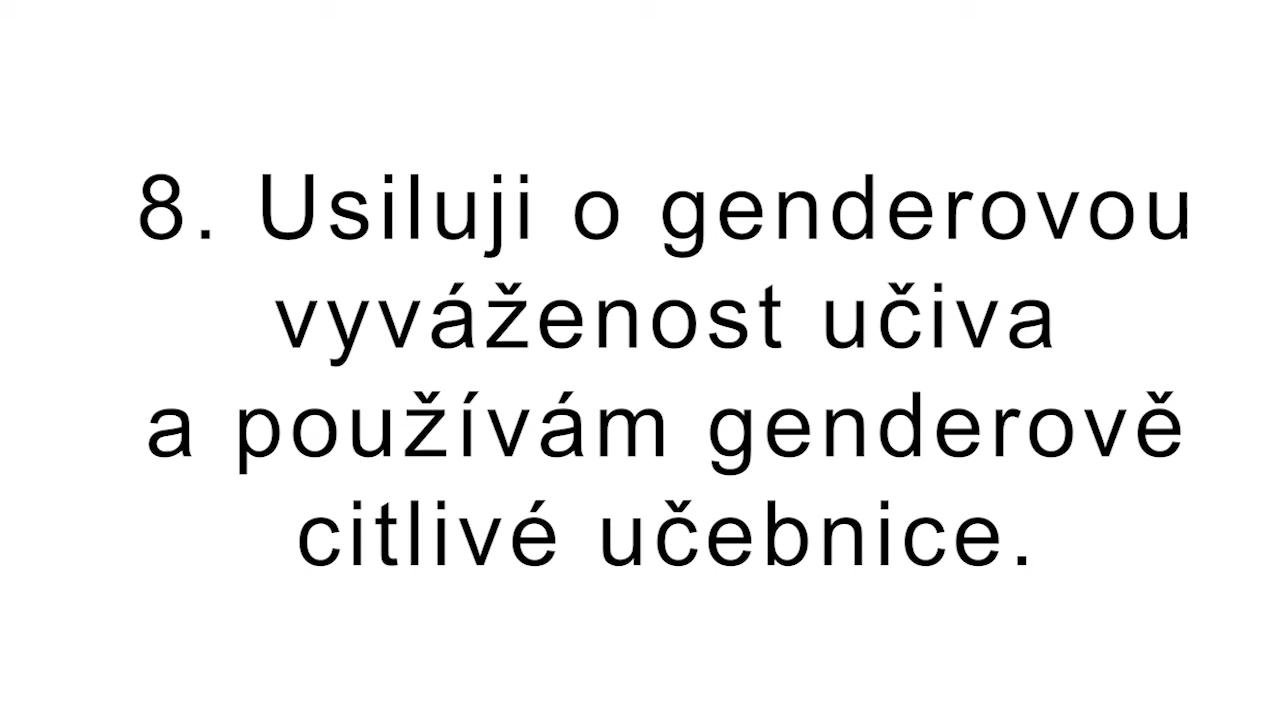 8. Usiluji o genderovou
vyváženost učiva
a používám genderově
citlivé učebnice.